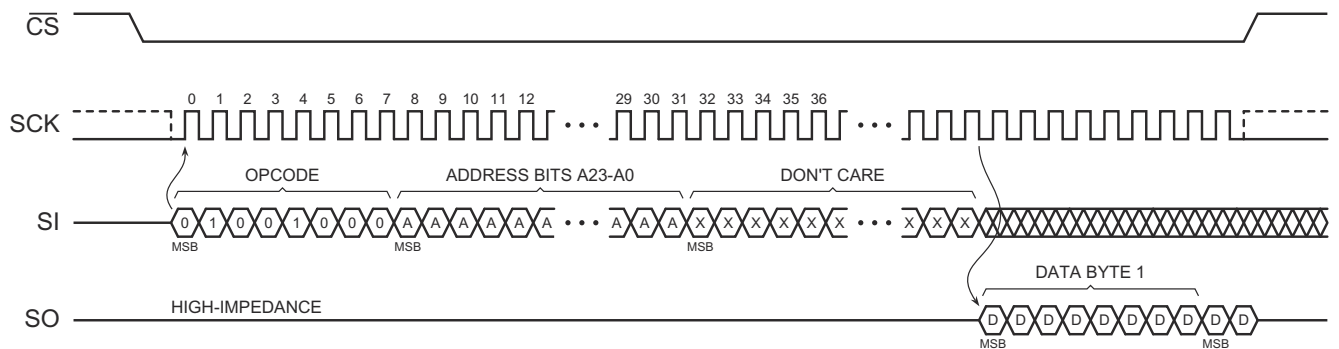 CS
0 1 2 3 4 5 6 7 8 9 10 11 12 29 30 31 32 33 34 35 36
SCK
OPCODE ADDRESS BITS A23-A0 DON'T CARE
SI 0 1 0 0 1 0 0 0 A A A A A A A A A X X X X X X X X X
MSB MSB MSB
DATA BYTE 1
HIGH-IMPEDANCE
SO D D D D D D D D D D
MSB MSB